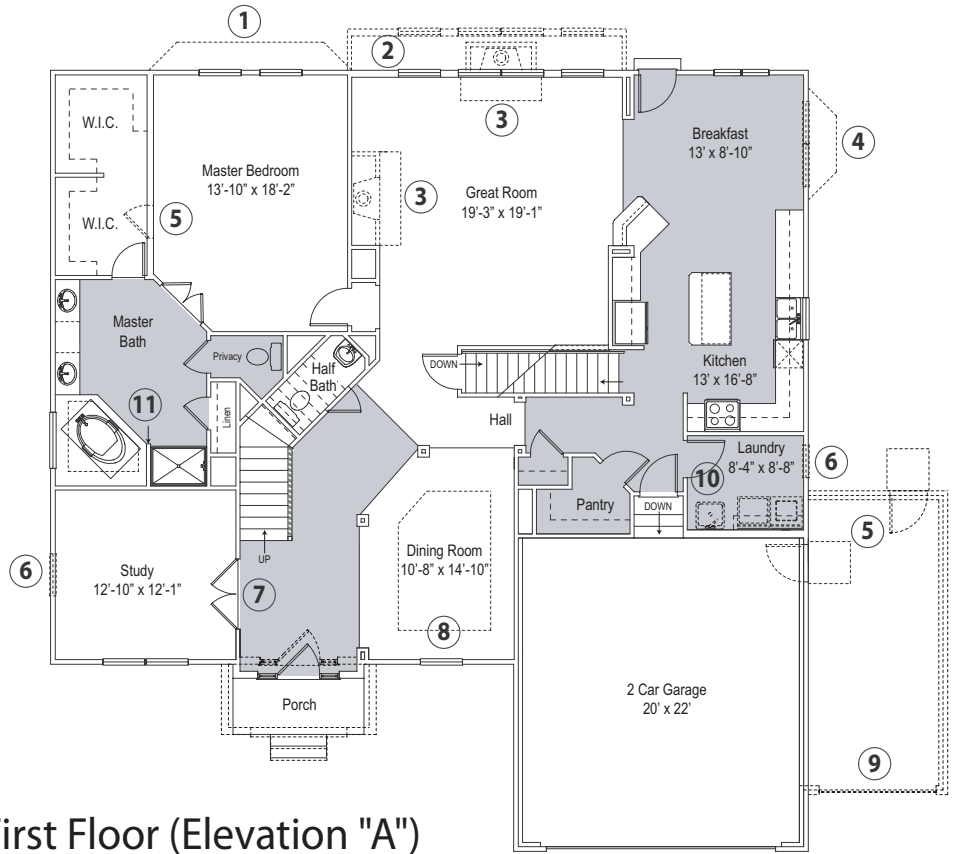 1
2
3
4
W.I.C.
Master Bedroom
13'-10" x 18'-2"
3
Great Room
19'-3" x 19'-1"
Breakfast
13' x 8'-10"
W.I.C.
5
Master
Bath
Privacy
Half
Bath
DOWN
Kitchen
13' x 16'-8"
11
Linen
Hall
Laundry
8'-4" x 8'-8"
10
6
Pantry
DOWN
5
UP
6
Study
12'-10" x 12'-1"
7
Dining Room
10'-8" x 14'-10"
8
Porch
2 Car Garage
20' x 22'
9
First Floor (Elevation "A")